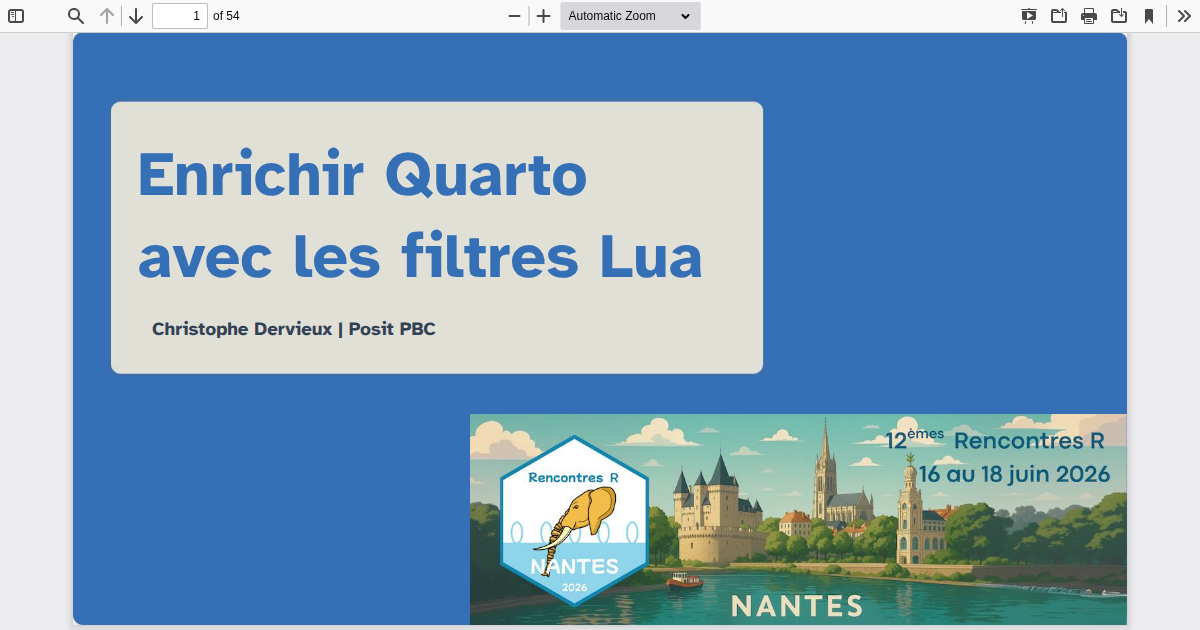 1 of 54
Automatic Zoom
Enrichir Quarto
avec les filtres Lua
Christophe Dervieux | Posit PBC
12èmes Rencontres R
16 au 18 juin 2026
Rencontres R
NANTES
2026
NANTES